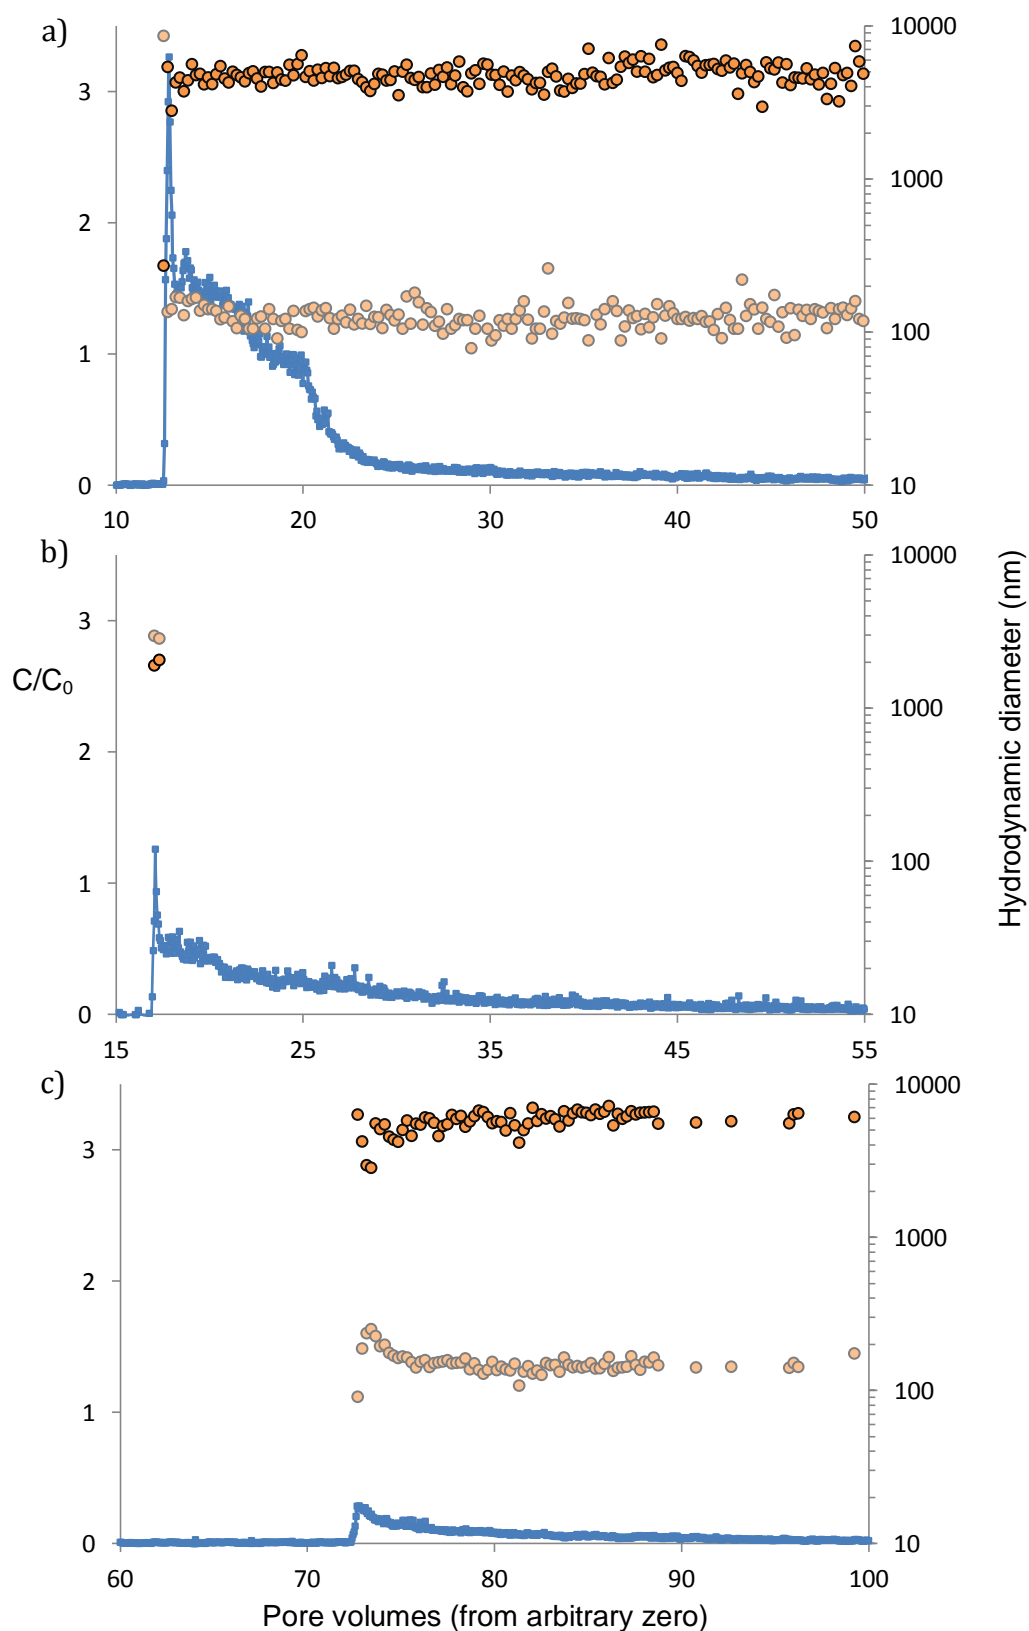 a)
3
2
1
0
10000
1000
100
10
10 20 30 40 50
b)
3
2
1
0
C/C0
10000
1000
100
10
Hydrodynamic diameter (nm)
15 25 35 45 55
c)
3
2
1
0
10000
1000
100
10
60 70 80 90 100
Pore volumes (from arbitrary zero)